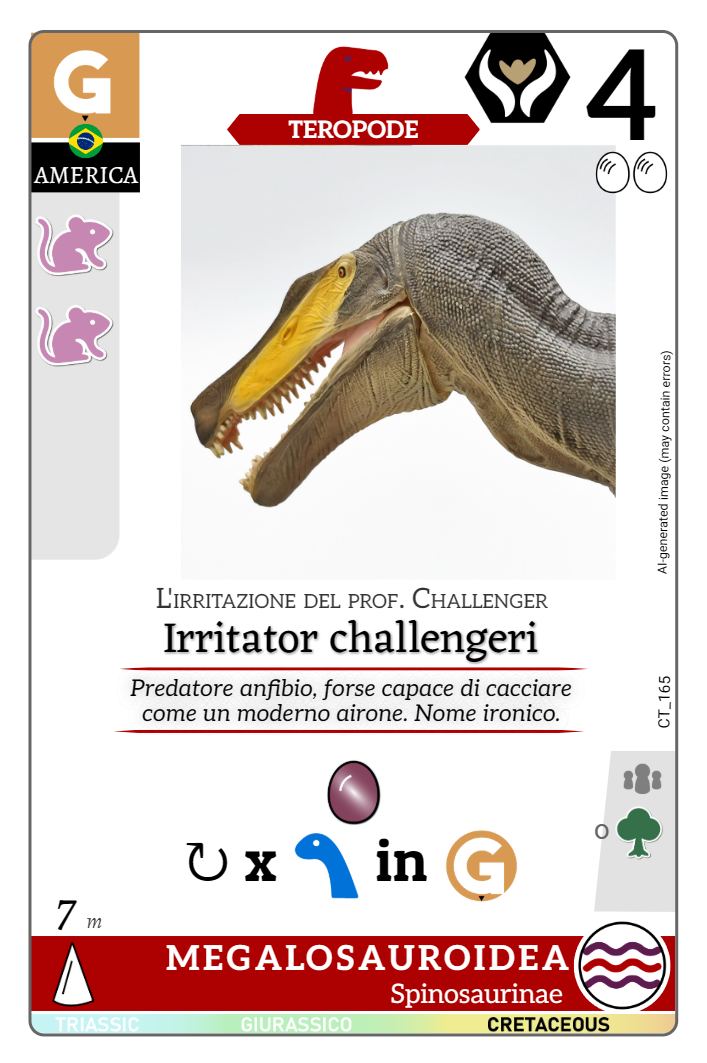 G
AMERICA
TEROPODE
4
AI-generated image (may contain errors)
L'irritazione del prof. Challenger
Irritator challengeri
Predatore anfibio, forse capace di cacciare
come un moderno airone. Nome ironico.
CT_165
o
↻ x in G
7 m
MEGALOSAUROIDEA
Spinosaurinae
TRIASSIC GIURASSICO CRETACEOUS